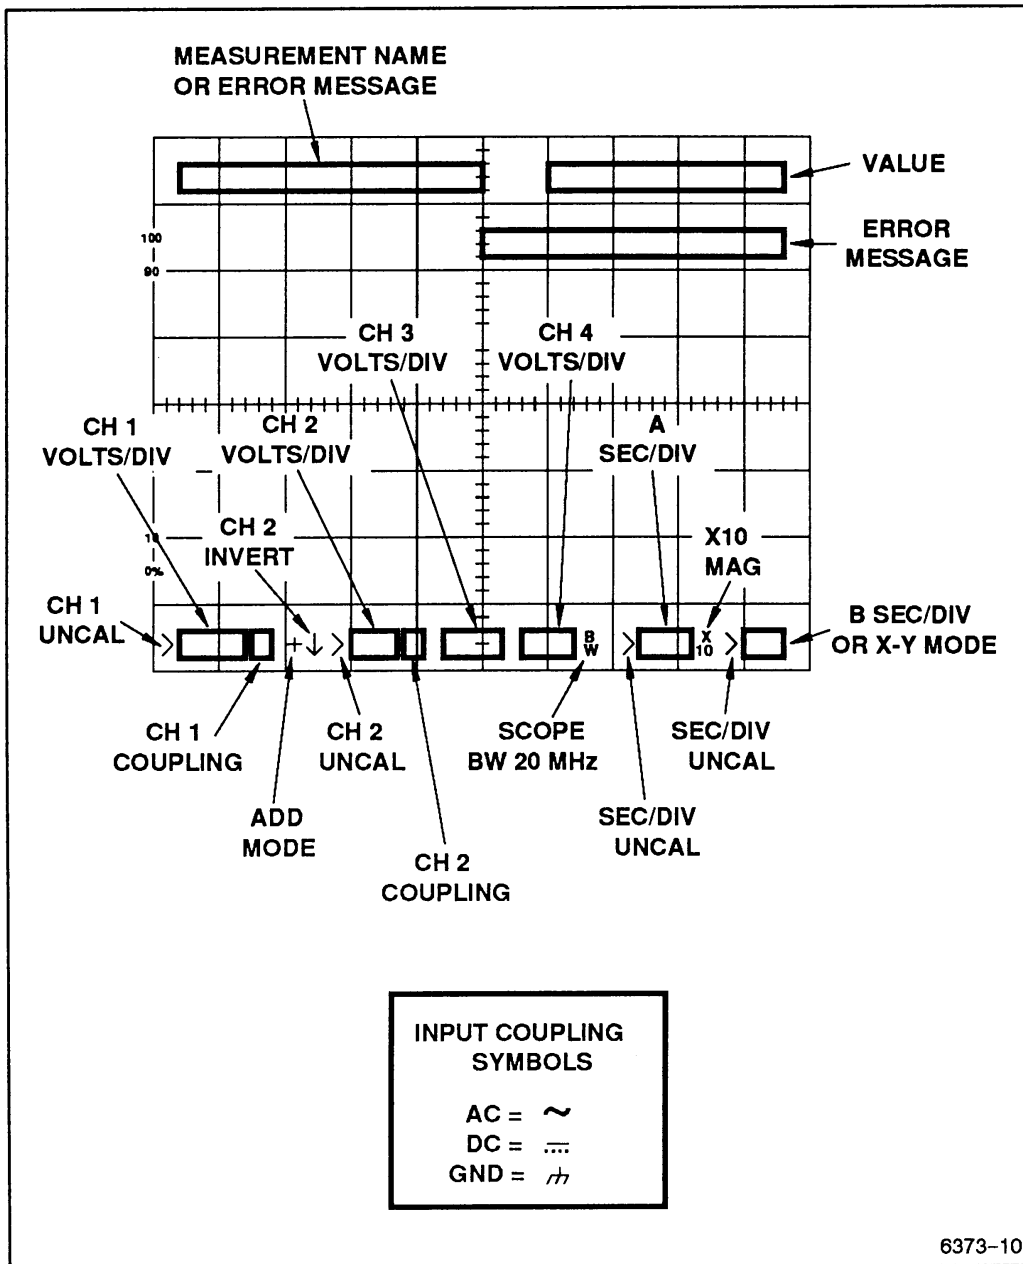 MEASUREMENT NAME
OR ERROR MESSAGE
VALUE
100
90
ERROR
MESSAGE
CH 3
VOLTS/DIV
CH 4
VOLTS/DIV
CH 1
VOLTS/DIV
CH 2
VOLTS/DIV
A
SEC/DIV
10
0%
CH 2
INVERT
X10
MAG
CH 1
UNCAL
>
+ ↓ >
B
W
>
X
10
>
B SEC/DIV
OR X-Y MODE
CH 1
COUPLING
CH 2
UNCAL
SCOPE
BW 20 MHz
SEC/DIV
UNCAL
ADD
MODE
SEC/DIV
UNCAL
CH 2
COUPLING
INPUT COUPLING
SYMBOLS
AC = ~
DC = ⎓
GND =
6373-10